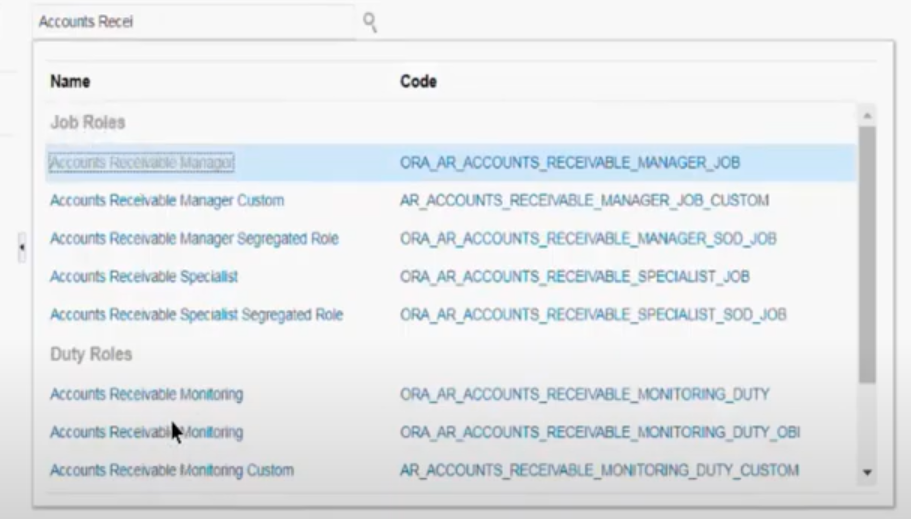 Accounts Recei
Name Code
Job Roles
Accounts Receivable Manager ORA_AR_ACCOUNTS_RECEIVABLE_MANAGER_JOB
Accounts Receivable Manager Custom AR_ACCOUNTS_RECEIVABLE_MANAGER_JOB_CUSTOM
Accounts Receivable Manager Segregated Role ORA_AR_ACCOUNTS_RECEIVABLE_MANAGER_SOD_JOB
Accounts Receivable Specialist ORA_AR_ACCOUNTS_RECEIVABLE_SPECIALIST_JOB
Accounts Receivable Specialist Segregated Role ORA_AR_ACCOUNTS_RECEIVABLE_SPECIALIST_SOD_JOB
Duty Roles
Accounts Receivable Monitoring ORA_AR_ACCOUNTS_RECEIVABLE_MONITORING_DUTY
Accounts Receivable Monitoring ORA_AR_ACCOUNTS_RECEIVABLE_MONITORING_DUTY_OBI
Accounts Receivable Monitoring Custom AR_ACCOUNTS_RECEIVABLE_MONITORING_DUTY_CUSTOM